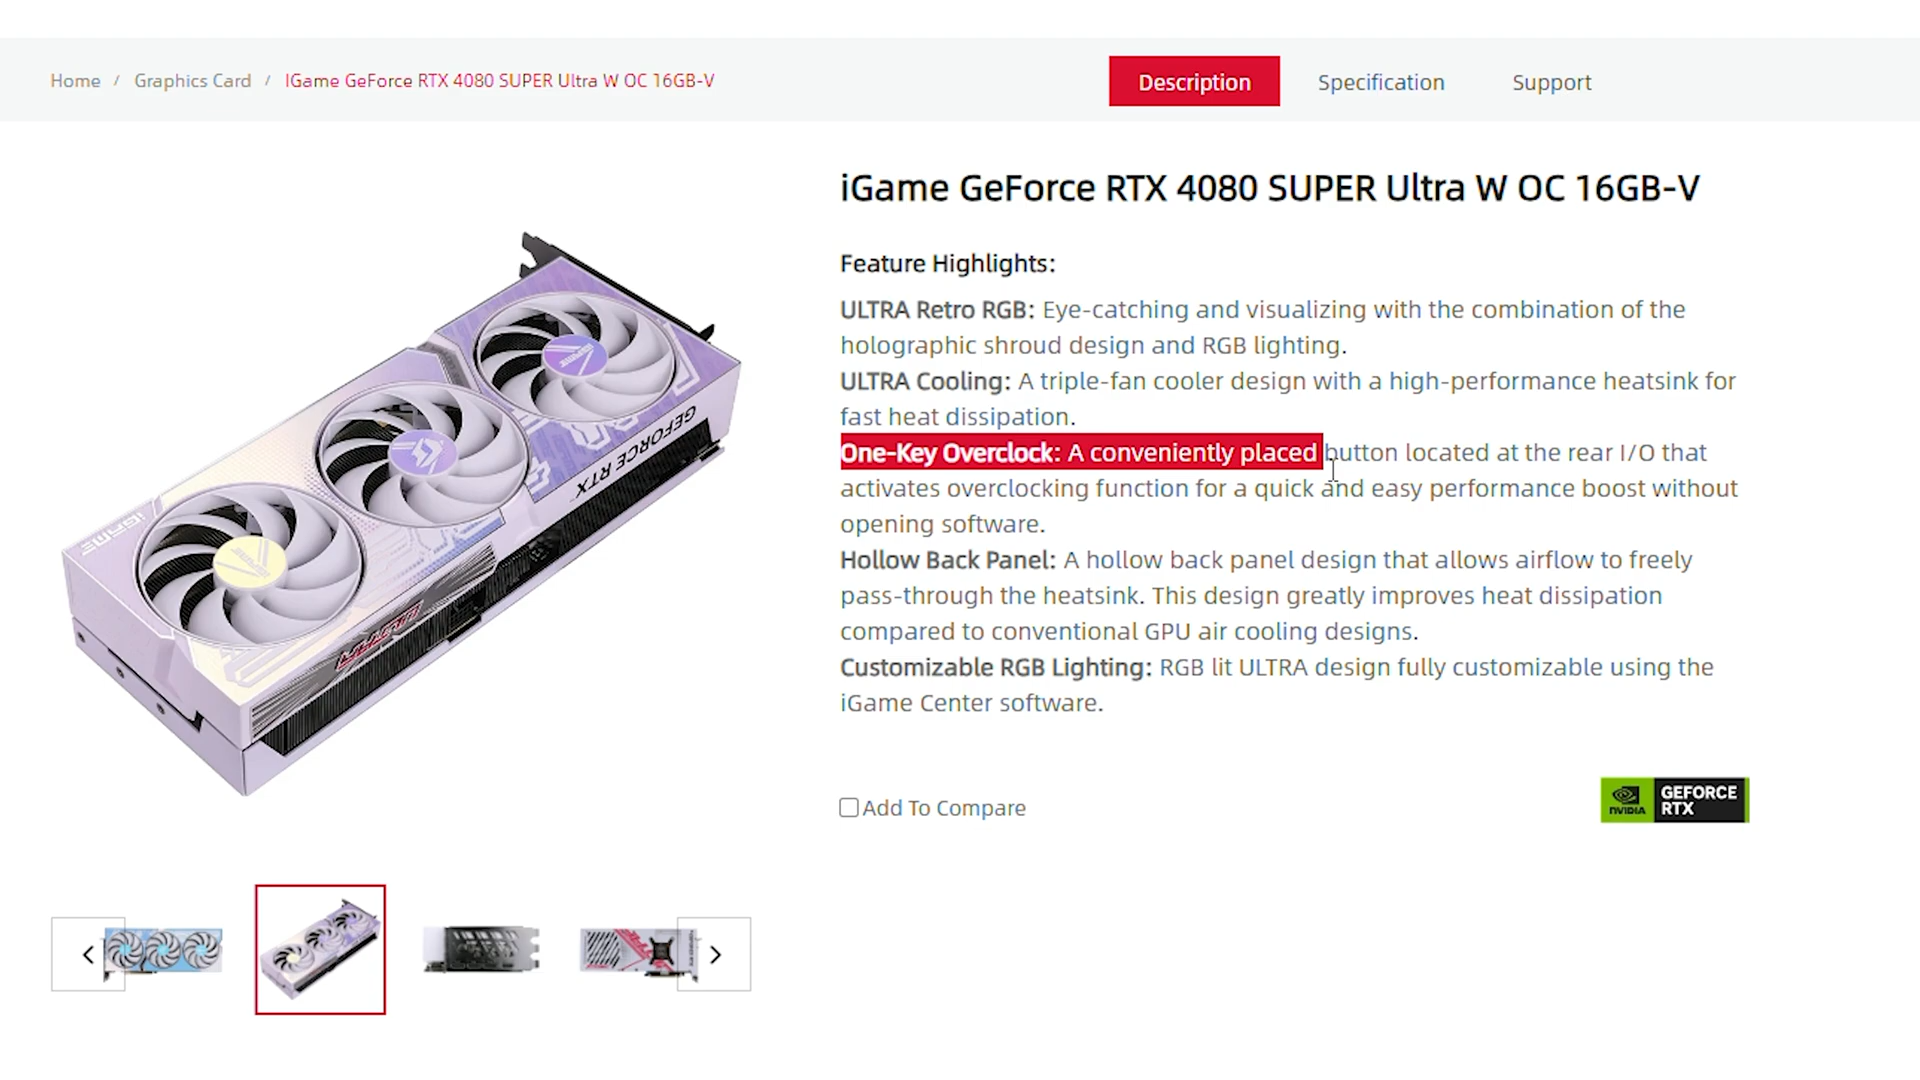 Home / Graphics Card / IGame GeForce RTX 4080 SUPER Ultra W OC 16GB-V
Description Specification Support
iGame GeForce RTX 4080 SUPER Ultra W OC 16GB-V
Feature Highlights:
ULTRA Retro RGB: Eye-catching and visualizing with the combination of the
holographic shroud design and RGB lighting.
ULTRA Cooling: A triple-fan cooler design with a high-performance heatsink for
fast heat dissipation.
One-Key Overclock: A conveniently placed button located at the rear I/O that
activates overclocking function for a quick and easy performance boost without
opening software.
Hollow Back Panel: A hollow back panel design that allows airflow to freely
pass-through the heatsink. This design greatly improves heat dissipation
compared to conventional GPU air cooling designs.
Customizable RGB Lighting: RGB lit ULTRA design fully customizable using the
iGame Center software.
Add To Compare
NVIDIA
GEFORCE
RTX
GEFORCE RTX™
iGAME